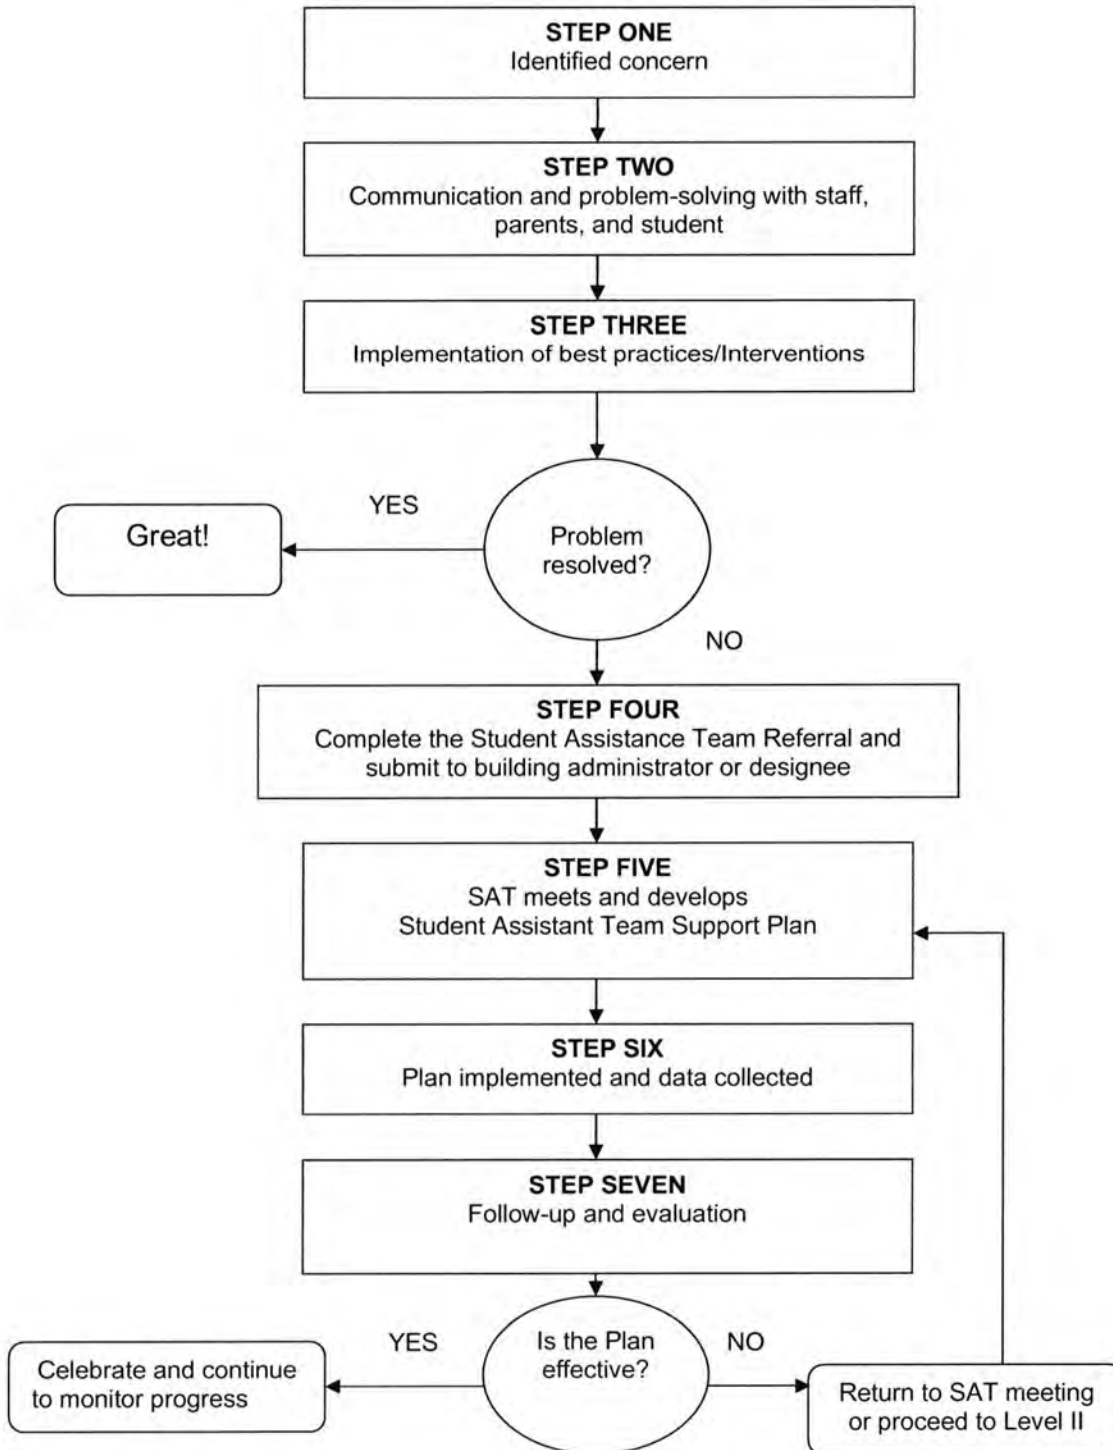 STEP ONE
Identified concern
STEP TWO
Communication and problem-solving with staff,
parents, and student
STEP THREE
Implementation of best practices/Interventions
YES
Great!
Problem
resolved?
NO
STEP FOUR
Complete the Student Assistance Team Referral and
submit to building administrator or designee
STEP FIVE
SAT meets and develops
Student Assistant Team Support Plan
STEP SIX
Plan implemented and data collected
STEP SEVEN
Follow-up and evaluation
YES
Is the Plan
effective?
NO
Celebrate and continue
to monitor progress
Return to SAT meeting
or proceed to Level II